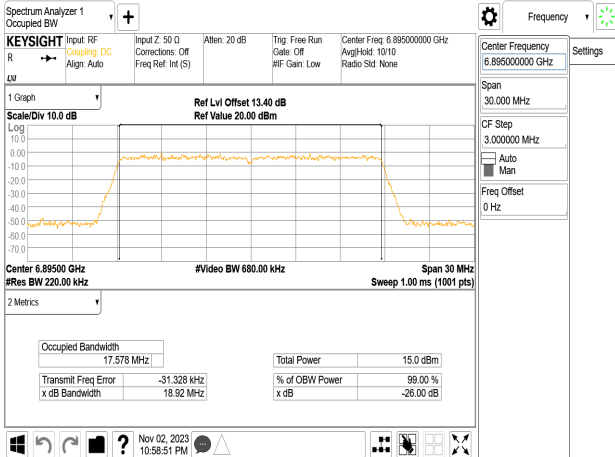 Spectrum Analyzer 1
Occupied BW
Frequency
KEYSIGHT Input: RF Input Z: 50 Ω Atten: 20 dB Trig: Free Run Center Freq: 6.895000000 GHz
R Coupling: DC Corrections: Off Gate: Off Avg|Hold: 10/10
Align: Auto Freq Ref: Int (S) #IF Gain: Low Radio Std: None
LXI
Center Frequency
6.895000000 GHz
Settings
Span
30.000 MHz
CF Step
3.000000 MHz
Auto
Man
Freq Offset
0 Hz
1 Graph
Ref Lvl Offset 13.40 dB
Scale/Div 10.0 dB Ref Value 20.00 dBm
Log
10.0
0.00
-10.0
-20.0
-30.0
-40.0
-50.0
-60.0
-70.0
Center 6.89500 GHz #Video BW 680.00 kHz Span 30 MHz
#Res BW 220.00 kHz Sweep 1.00 ms (1001 pts)
2 Metrics
Occupied Bandwidth
17.578 MHz Total Power 15.0 dBm
Transmit Freq Error -31.328 kHz % of OBW Power 99.00 %
x dB Bandwidth 18.92 MHz x dB -26.00 dB
Nov 02, 2023
10:58:51 PM